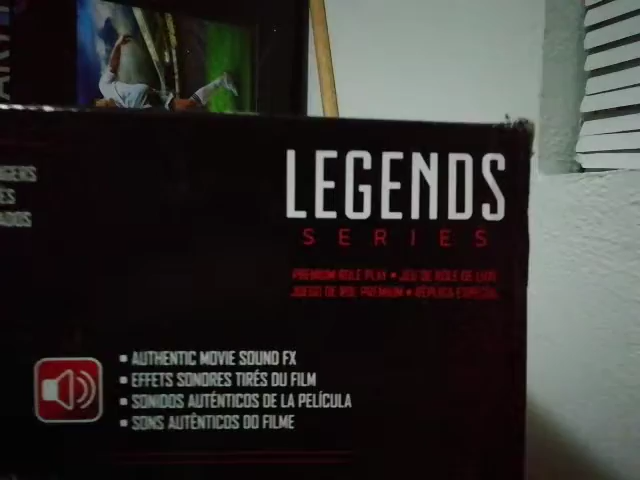 LEGENDS
SERIES
PREMIUM ROLE PLAY • JEU DE RÔLE DE LUXE
JUEGO DE ROL PREMIUM • RÉPLICA ESPECIAL
• AUTHENTIC MOVIE SOUND FX
• EFFETS SONORES TIRÉS DU FILM
• SONIDOS AUTÉNTICOS DE LA PELÍCULA
• SONS AUTÊNTICOS DO FILME